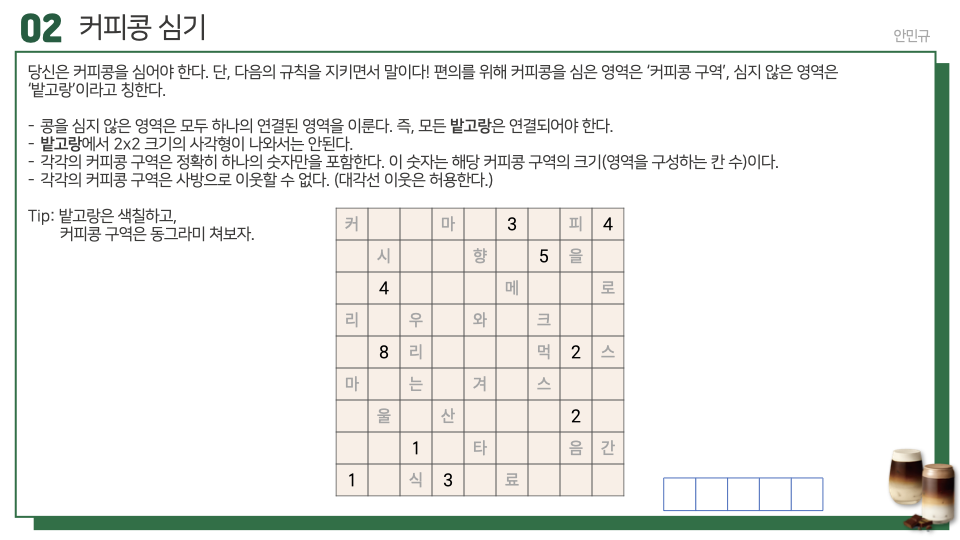 02 커피콩 심기
안민규
당신은 커피콩을 심어야 한다. 단, 다음의 규칙을 지키면서 말이다! 편의를 위해 커피콩을 심은 영역은 ‘커피콩 구역’, 심지 않은 영역은
‘밭고랑’이라고 칭한다.
- 콩을 심지 않은 영역은 모두 하나의 연결된 영역을 이룬다. 즉, 모든 밭고랑은 연결되어야 한다.
- 밭고랑에서 2x2 크기의 사각형이 나와서는 안된다.
- 각각의 커피콩 구역은 정확히 하나의 숫자만을 포함한다. 이 숫자는 해당 커피콩 구역의 크기(영역을 구성하는 칸 수)이다.
- 각각의 커피콩 구역은 사방으로 이웃할 수 없다. (대각선 이웃은 허용한다.)
Tip: 밭고랑은 색칠하고,
커피콩 구역은 동그라미 쳐보자.
커 마 3 피 4
시 향 5 을
4 메 로
리 우 와 크
8 리 먹 2 스
마 는 겨 스
울 산 2
1 타 음 간
1 식 3 료